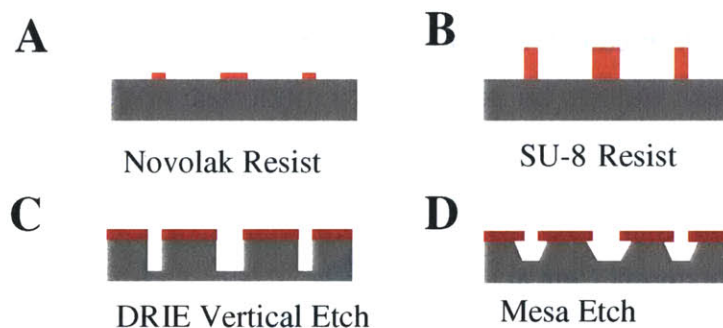 A
B
Novolak Resist
SU-8 Resist
C
D
DRIE Vertical Etch
Mesa Etch